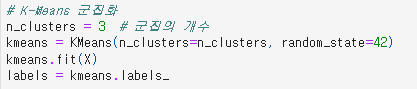 # K-Means 군집화
n_clusters = 3  # 군집의 개수
kmeans = KMeans(n_clusters=n_clusters, random_state=42)
kmeans.fit(X)
labels = kmeans.labels_